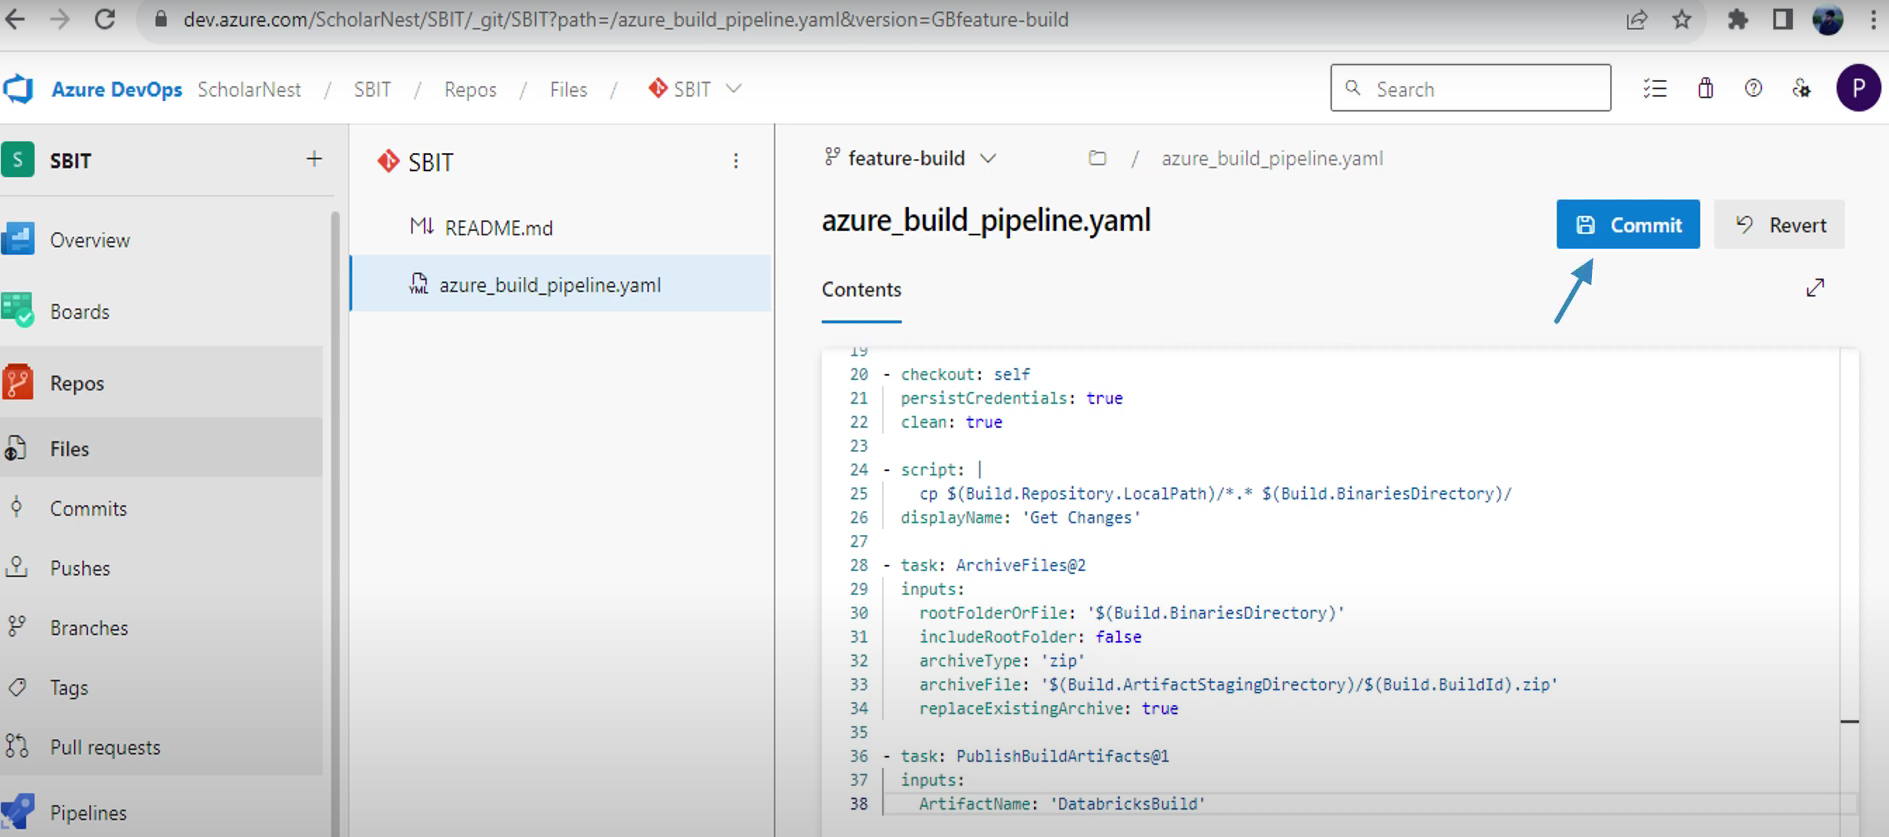 dev.azure.com/ScholarNest/SBIT/_git/SBIT?path=/azure_build_pipeline.yaml&version=GBfeature-build
Azure DevOps ScholarNest / SBIT / Repos / Files / SBIT
Search
P
S SBIT +
Overview
Boards
Repos
Files
Commits
Pushes
Branches
Tags
Pull requests
Pipelines
SBIT
M↓ README.md
YML azure_build_pipeline.yaml
feature-build / azure_build_pipeline.yaml
azure_build_pipeline.yaml
Commit Revert
Contents
19
20 - checkout: self
21 persistCredentials: true
22 clean: true
23
24 - script: |
25 cp $(Build.Repository.LocalPath)/*.* $(Build.BinariesDirectory)/
26 displayName: 'Get Changes'
27
28 - task: ArchiveFiles@2
29 inputs:
30 rootFolderOrFile: '$(Build.BinariesDirectory)'
31 includeRootFolder: false
32 archiveType: 'zip'
33 archiveFile: '$(Build.ArtifactStagingDirectory)/$(Build.BuildId).zip'
34 replaceExistingArchive: true
35
36 - task: PublishBuildArtifacts@1
37 inputs:
38 ArtifactName: 'DatabricksBuild'